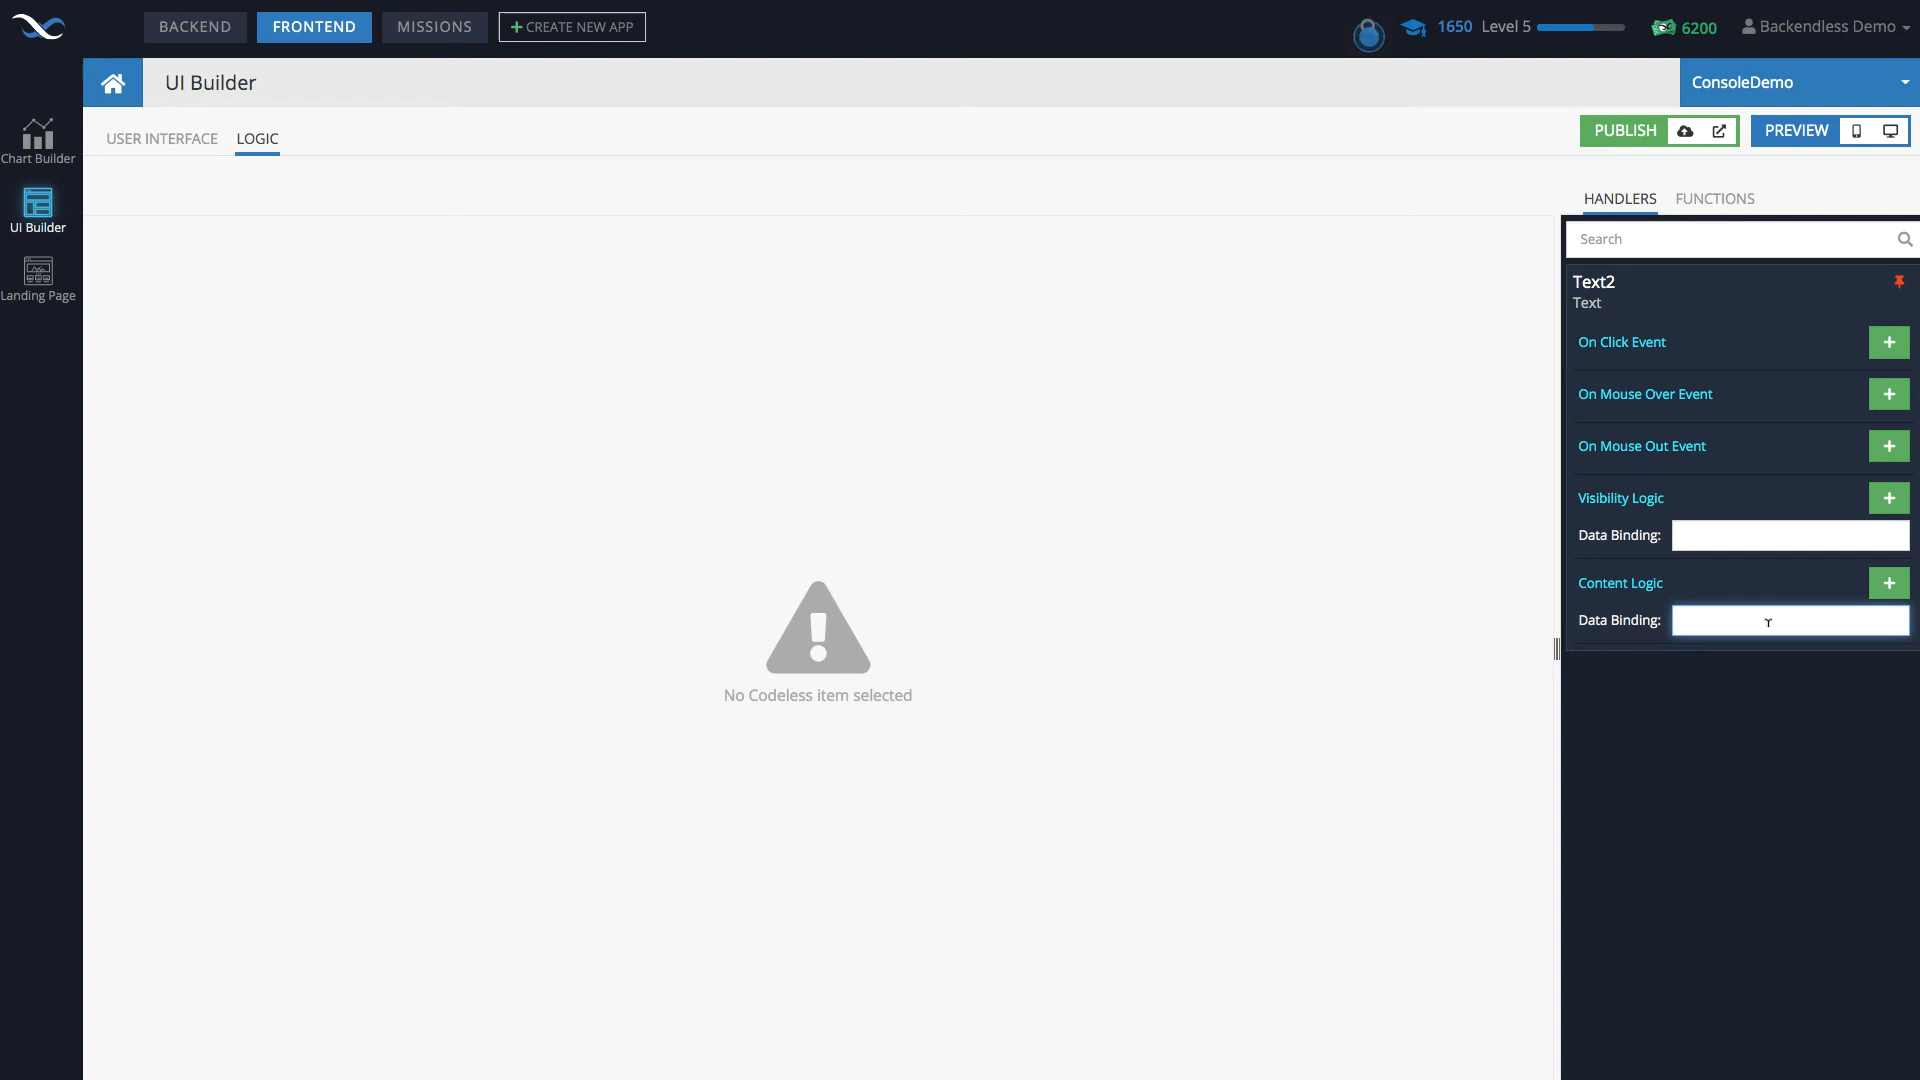 BACKEND
FRONTEND
MISSIONS
CREATE NEW APP
1650 Level 5
6200
Backendless Demo
UI Builder
ConsoleDemo
Chart Builder
UI Builder
Landing Page
USER INTERFACE
LOGIC
PUBLISH
PREVIEW
HANDLERS
FUNCTIONS
Search
Text2
Text
On Click Event
On Mouse Over Event
On Mouse Out Event
Visibility Logic
Data Binding:
Content Logic
Data Binding:
No Codeless item selected